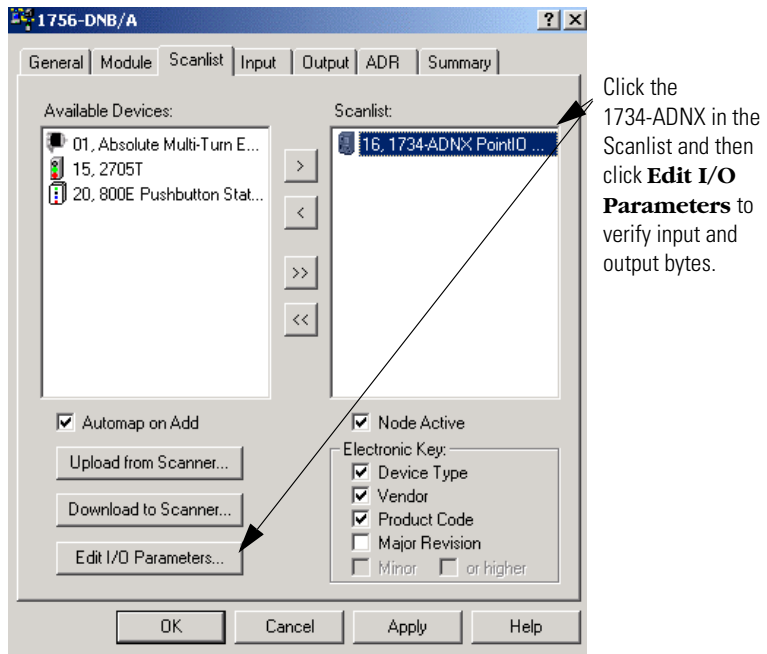 1756-DNB/A
General Module Scanlist Input Output ADR Summary
Available Devices:
01, Absolute Multi-Turn E...
15, 2705T
20, 800E Pushbutton Stat...
>
<
>>
<<
Scanlist:
16, 1734-ADNX PointIO ...
Automap on Add
Upload from Scanner...
Download to Scanner...
Edit I/O Parameters...
Node Active
Electronic Key:
Device Type
Vendor
Product Code
Major Revision
Minor or higher
OK Cancel Apply Help
Click the
1734-ADNX in the
Scanlist and then
click Edit I/O
Parameters to
verify input and
output bytes.